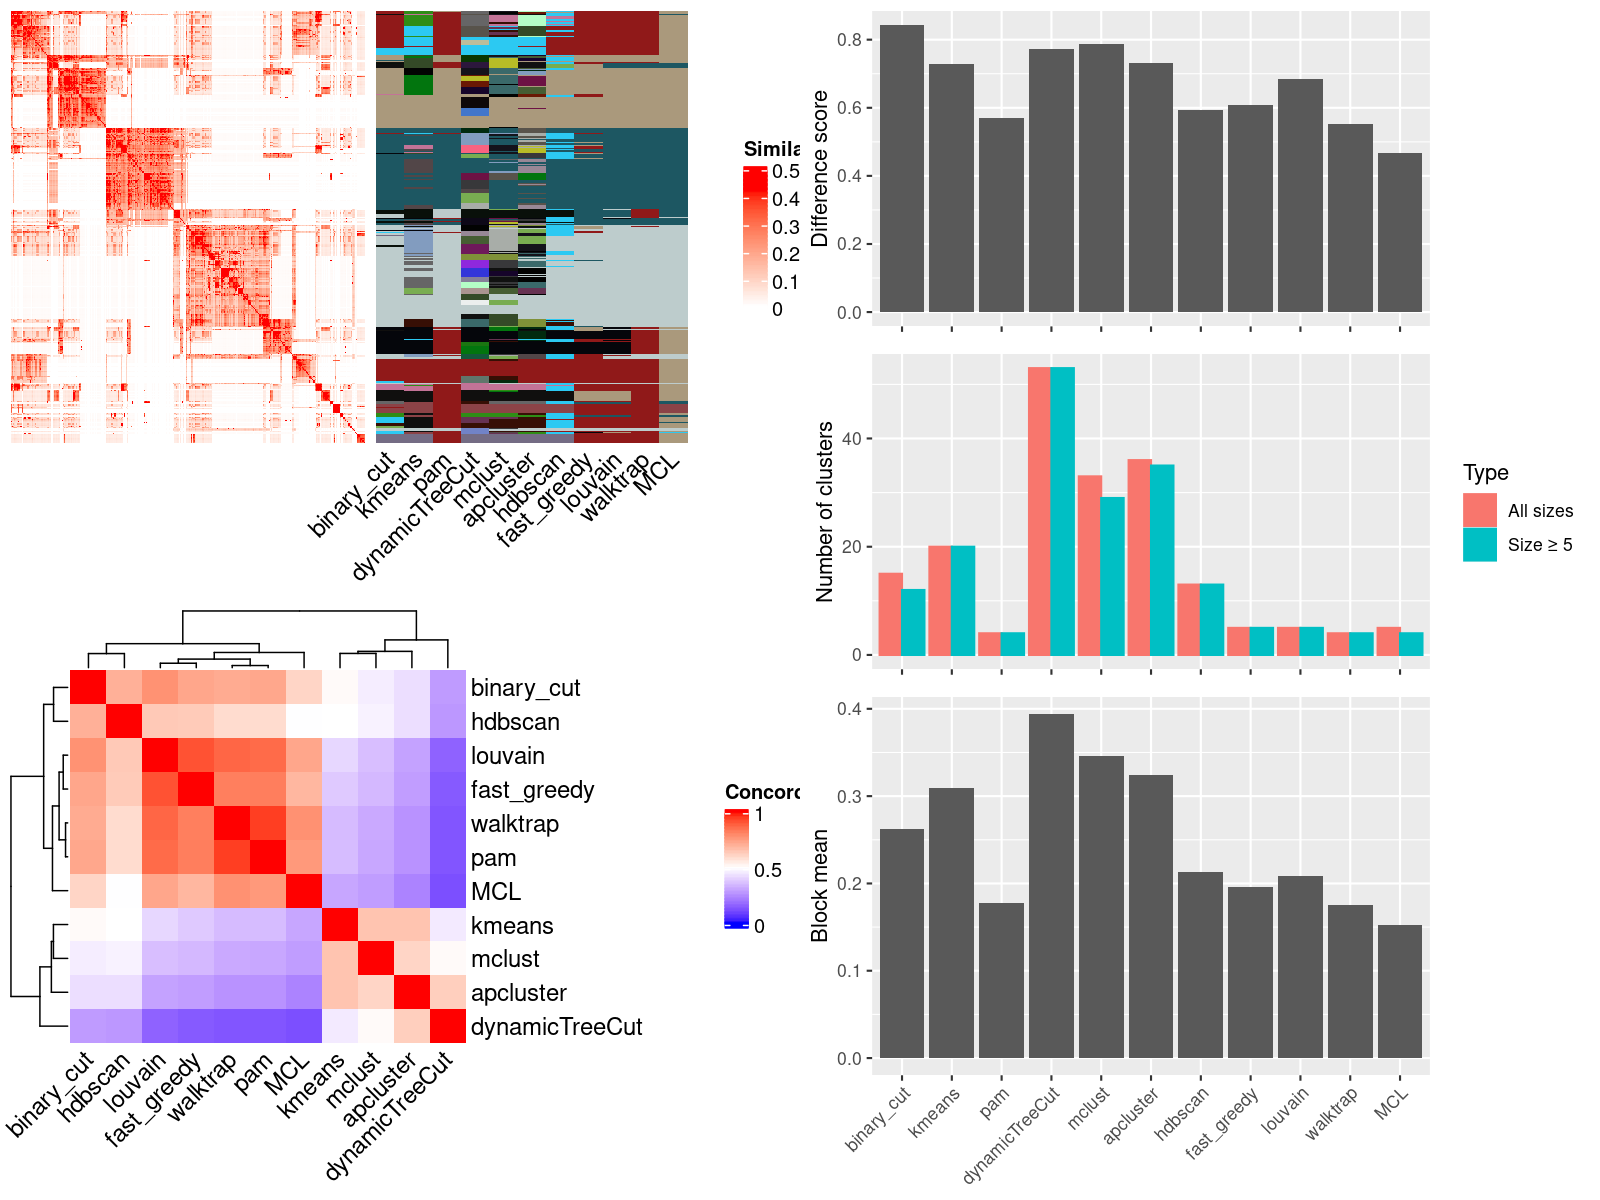 Simila
0.5
0.4
0.3
0.2
0.1
0
binary_cut
kmeans
pam
dynamicTreeCut
mclust
apcluster
hdbscan
fast_greedy
louvain
walktrap
MCL
binary_cut
hdbscan
louvain
fast_greedy
walktrap
pam
MCL
kmeans
mclust
apcluster
dynamicTreeCut
binary_cut
hdbscan
louvain
fast_greedy
walktrap
pam
MCL
kmeans
mclust
apcluster
dynamicTreeCut
Concorc
1
0.5
0
Difference score
0.8
0.6
0.4
0.2
0.0
Number of clusters
40
20
0
Type
All sizes
Size ≥ 5
Block mean
0.4
0.3
0.2
0.1
0.0
binary_cut
kmeans
pam
dynamicTreeCut
mclust
apcluster
hdbscan
fast_greedy
louvain
walktrap
MCL